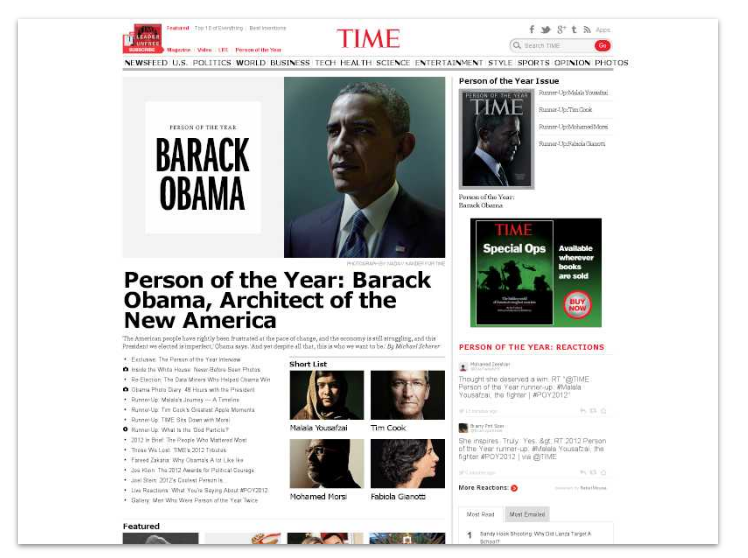 Featured Top 10 of Everything Best Inventions
SUBSCRIBE
Magazine Video LIFE Person of the Year
TIME
Apps
Search TIME
Go
NEWSFEED U.S. POLITICS WORLD BUSINESS TECH HEALTH SCIENCE ENTERTAINMENT STYLE SPORTS OPINION PHOTOS
PERSON OF THE YEAR
BARACK
OBAMA
Person of the Year: Barack
Obama, Architect of the
New America
'The American people have rightly been frustrated at the pace of change, and the economy is still struggling, and this
President we elected is imperfect,' Obama says. 'And yet despite all that, this is who we want to be.' By Michael Scherer
Exclusive: The Person of the Year Interview
Inside the White House: Never-Before-Seen Photos
Re-Election: The Data Miners Who Helped Obama Win
Obama Photo Diary: 48 Hours with the President
Runner-Up: Malala's Journey — A Timeline
Runner-Up: Tim Cook's Greatest Apple Moments
Runner-Up: TIME Sits Down with Morsi
Runner-Up: What Is the 'God Particle'?
2012 In Brief: The People Who Mattered Most
Those We Lost: TIME's 2012 Tributes
Fareed Zakaria: Why Obama's A Lot Like Ike
Joe Klein: The 2012 Awards for Political Courage
Joel Stein: 2012's Coolest Person Is...
Live Reactions: What You're Saying About #POY2012
Gallery: Men Who Were Person of the Year Twice
Short List
Malala Yousafzai
Tim Cook
Mohamed Morsi
Fabiola Gianotti
Featured
Person of the Year Issue
PERSON OF THE YEAR
TIME
Runner-Up: Malala Yousafzai
Runner-Up: Tim Cook
Runner-Up: Mohamed Morsi
Runner-Up: Fabiola Gianotti
Person of the Year:
Barack Obama
TIME
Special Ops
Available
wherever
books
are sold
BUY
NOW
PERSON OF THE YEAR: REACTIONS
Thought she deserved a win. RT "@TIME
Person of the Year runner-up: #Malala
Yousafzai, the fighter | #POY2012"
She inspires. Truly. Yes. &gt; RT 2012 Person
of the Year runner-up: #Malala Yousafzai, the
fighter #POY2012 | via @TIME
More Reactions:
Most Read
Most Emailed
1 Sandy Hook Shooting: Why Did Lanza Target A
School?